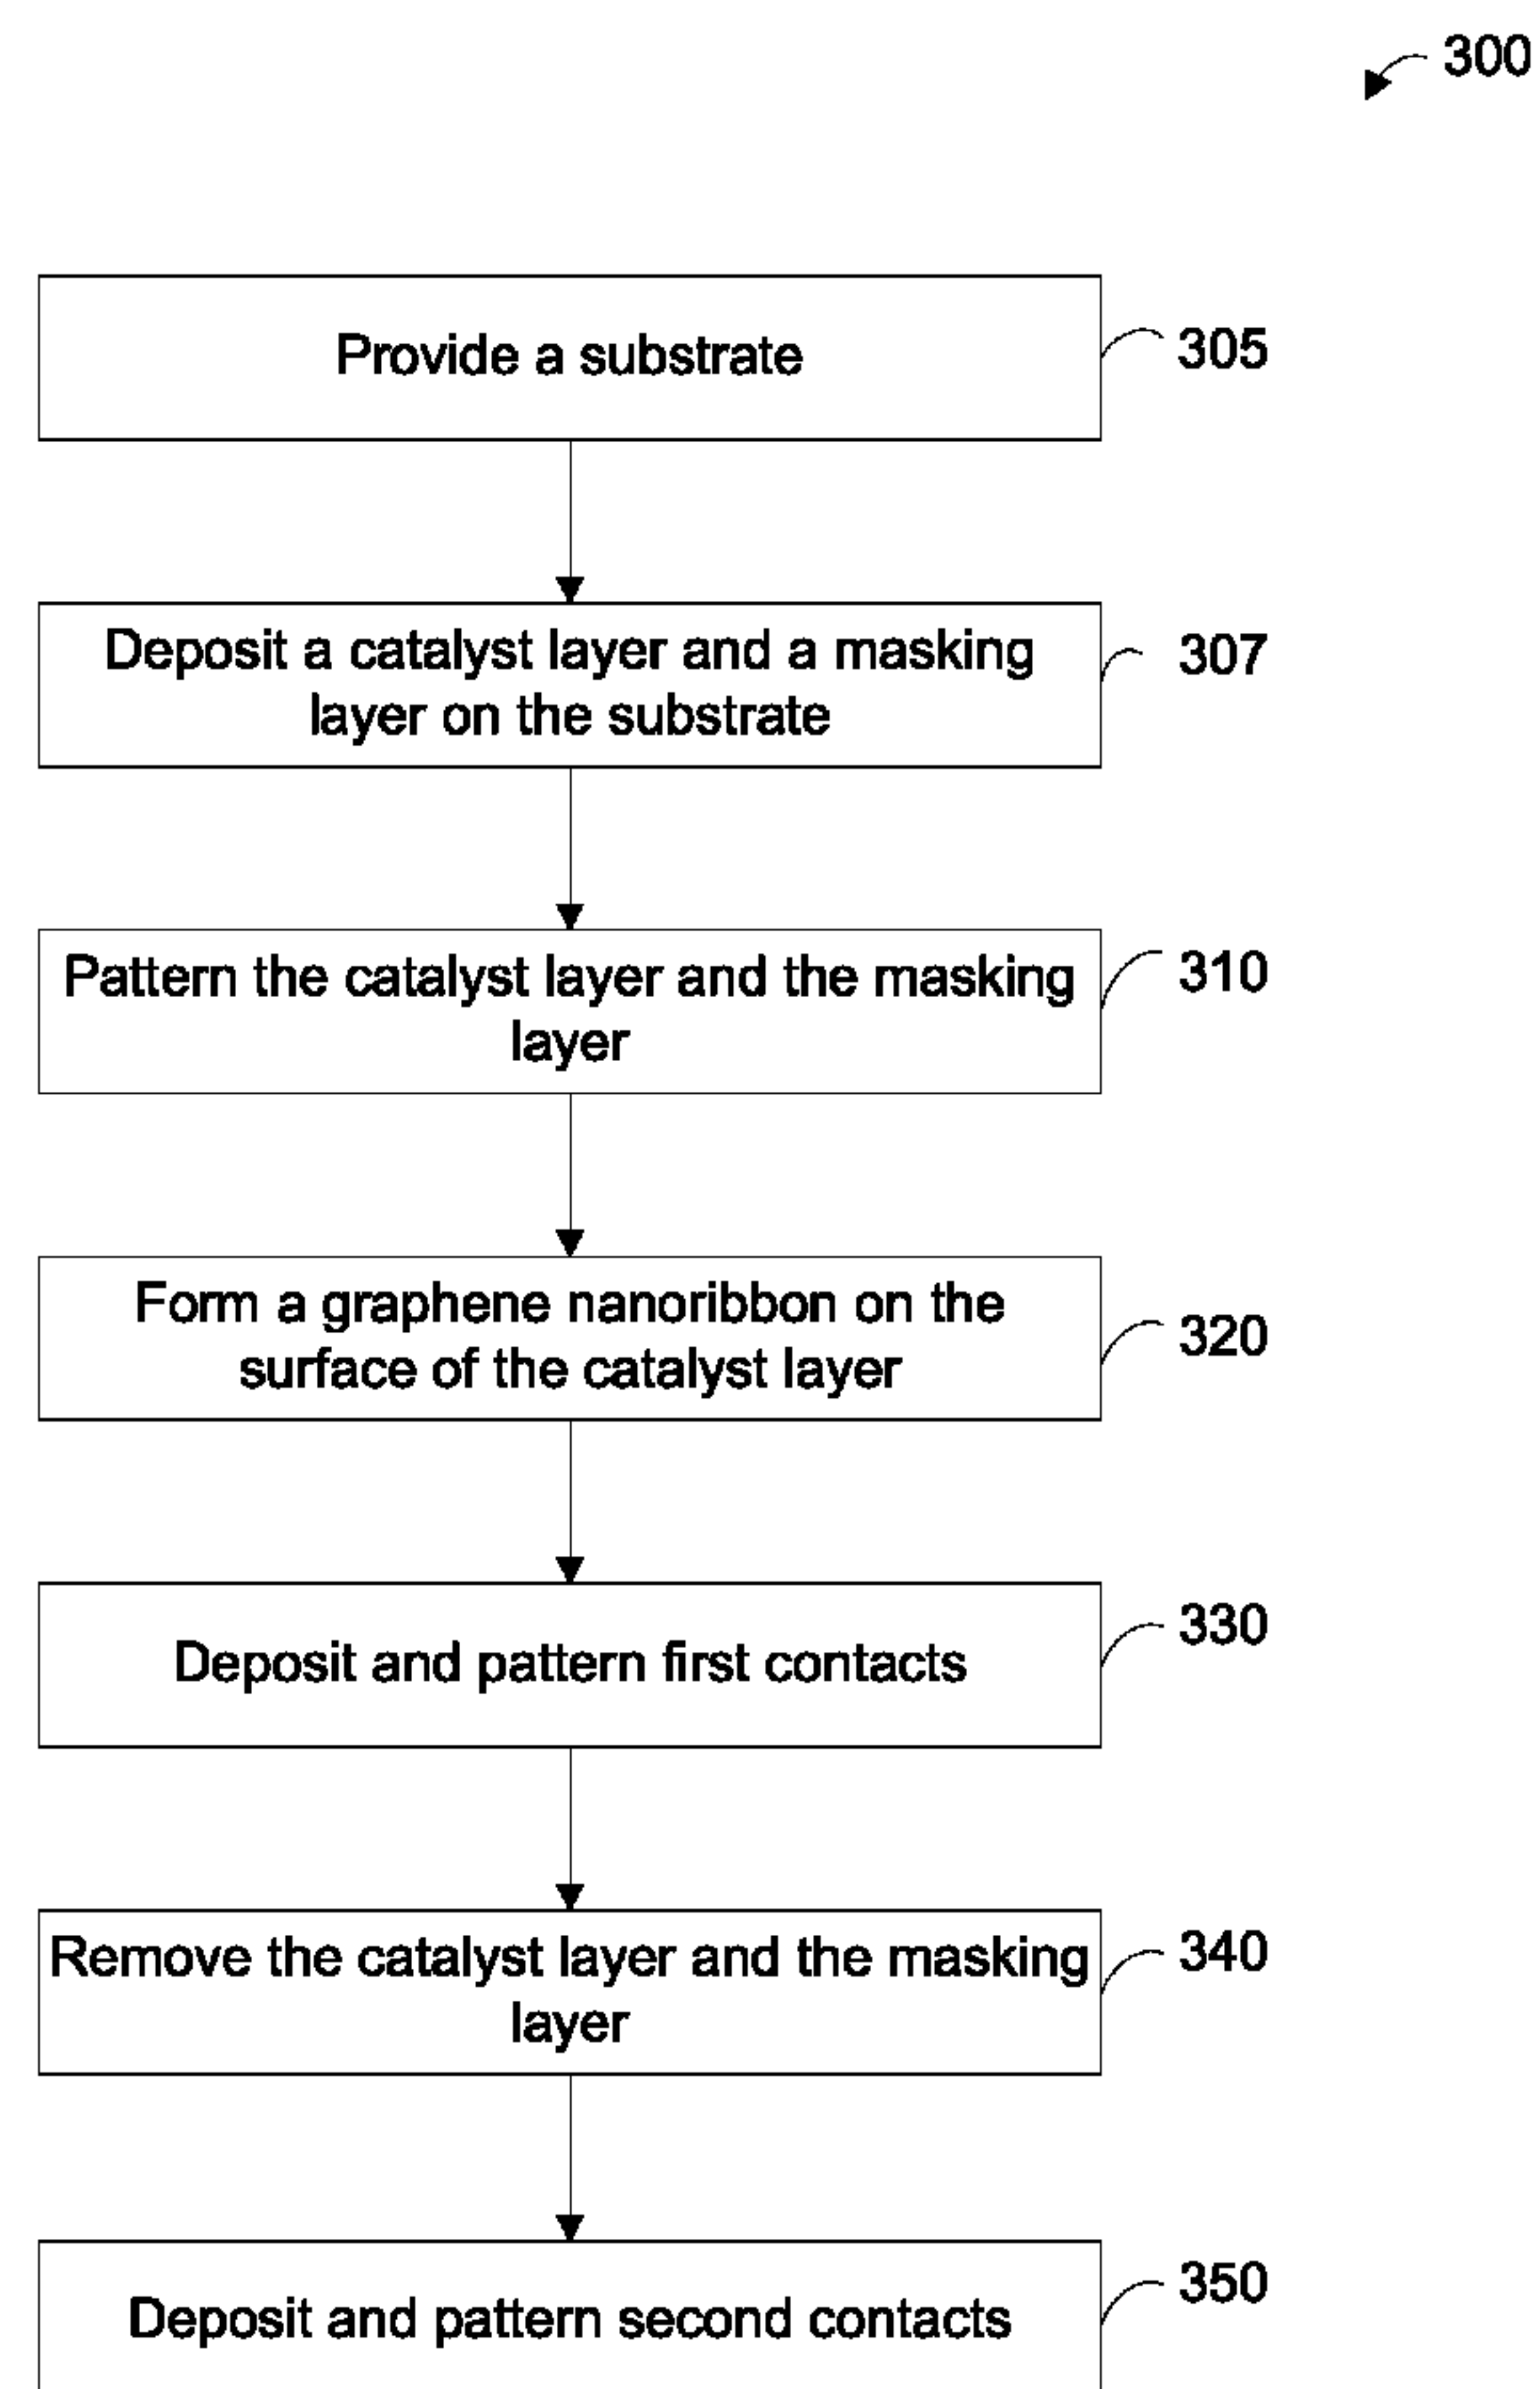 300
Provide a substrate
305
Deposit a catalyst layer and a masking
layer on the substrate
307
Pattern the catalyst layer and the masking
layer
310
Form a graphene nanoribbon on the
surface of the catalyst layer
320
Deposit and pattern first contacts
330
Remove the catalyst layer and the masking
layer
340
Deposit and pattern second contacts
350